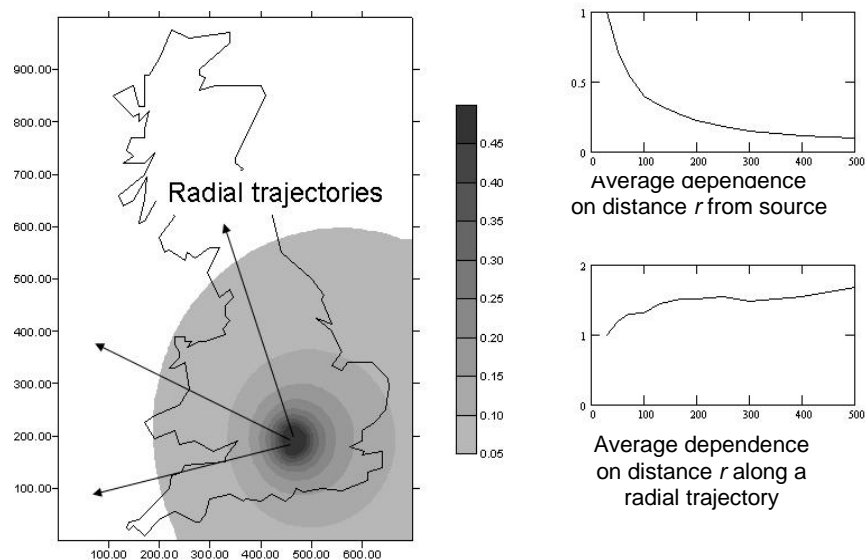 900.00
800.00
700.00
600.00
500.00
400.00
300.00
200.00
100.00
100.00 200.00 300.00 400.00 500.00 600.00
Radial trajectories
0.45
0.40
0.35
0.30
0.25
0.20
0.15
0.10
0.05
1
0.5
0
0 100 200 300 400 500
Average dependence
on distance r from source
2
1
0
0 100 200 300 400 500
Average dependence
on distance r along a
radial trajectory